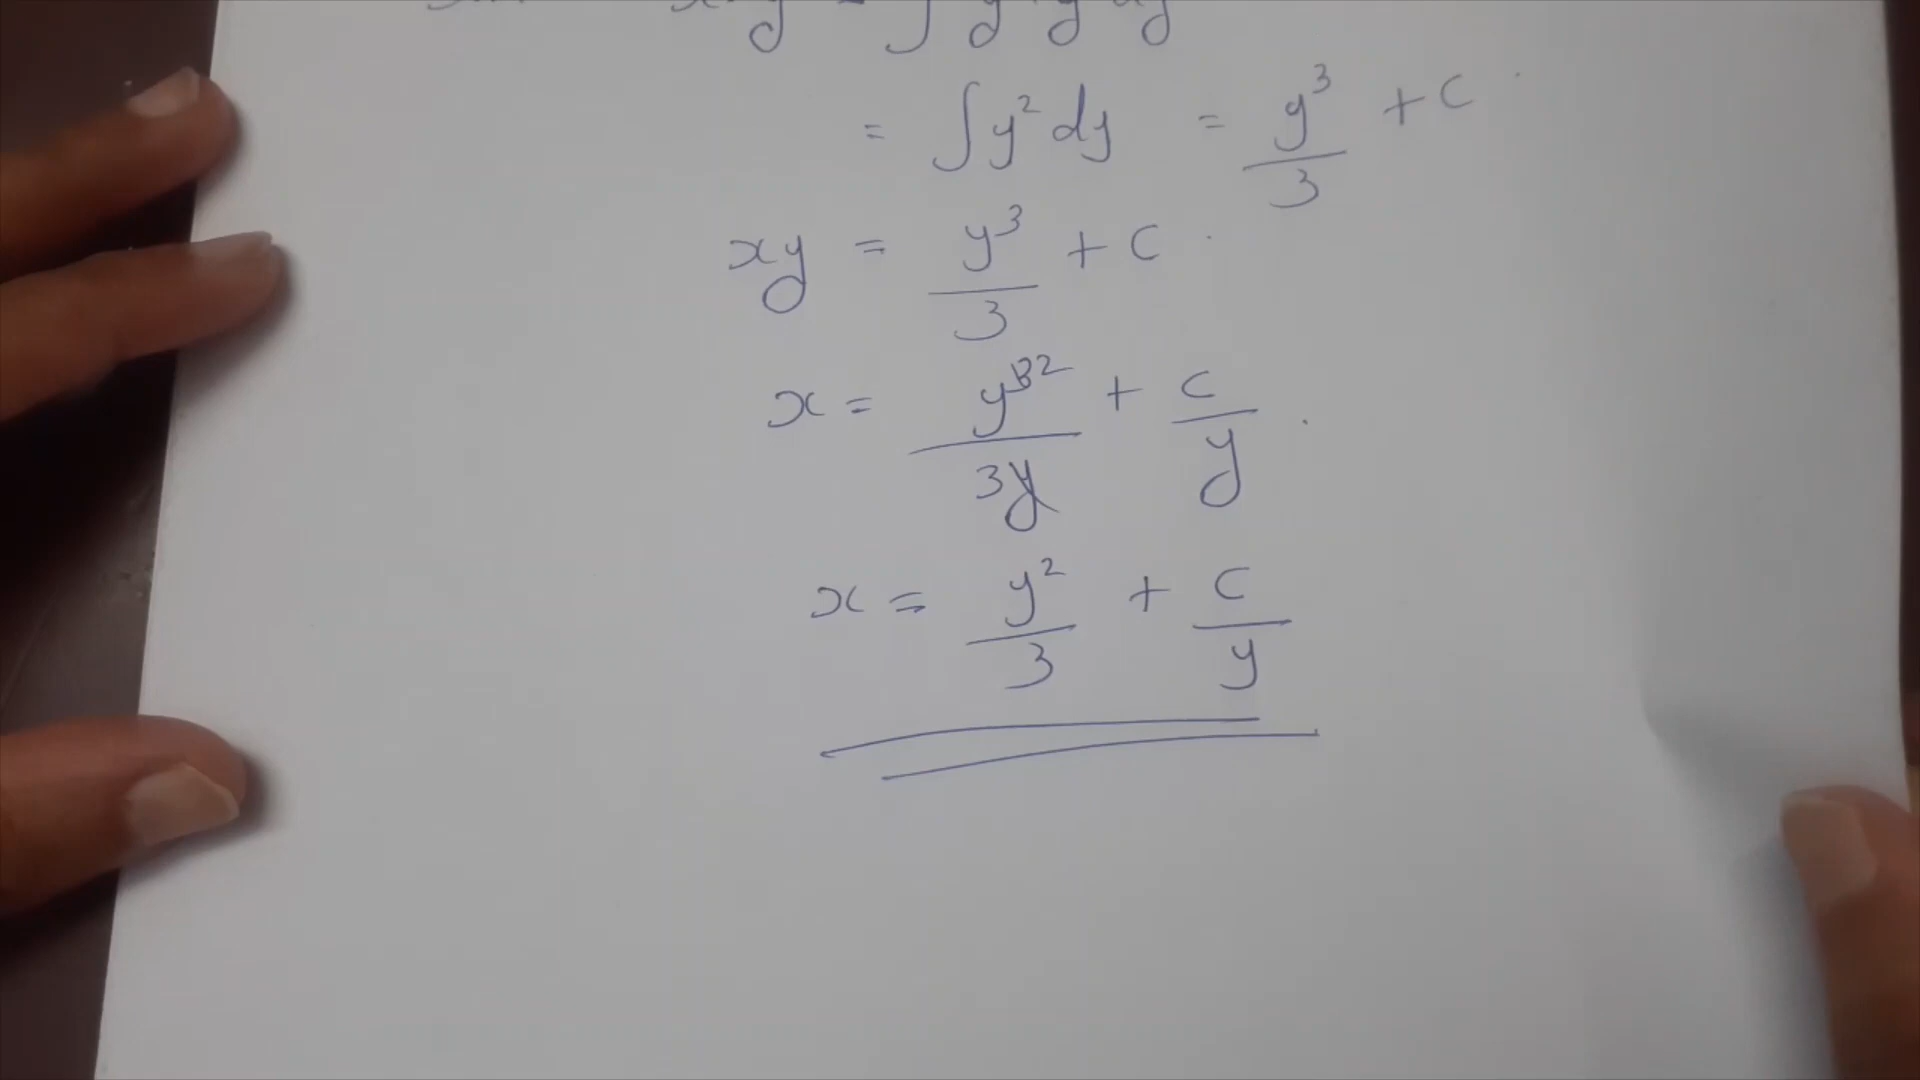 = ∫ y² dy = y³/3 + C
xy = y³/3 + C
x = y³²/3y + C/y
x = y²/3 + C/y